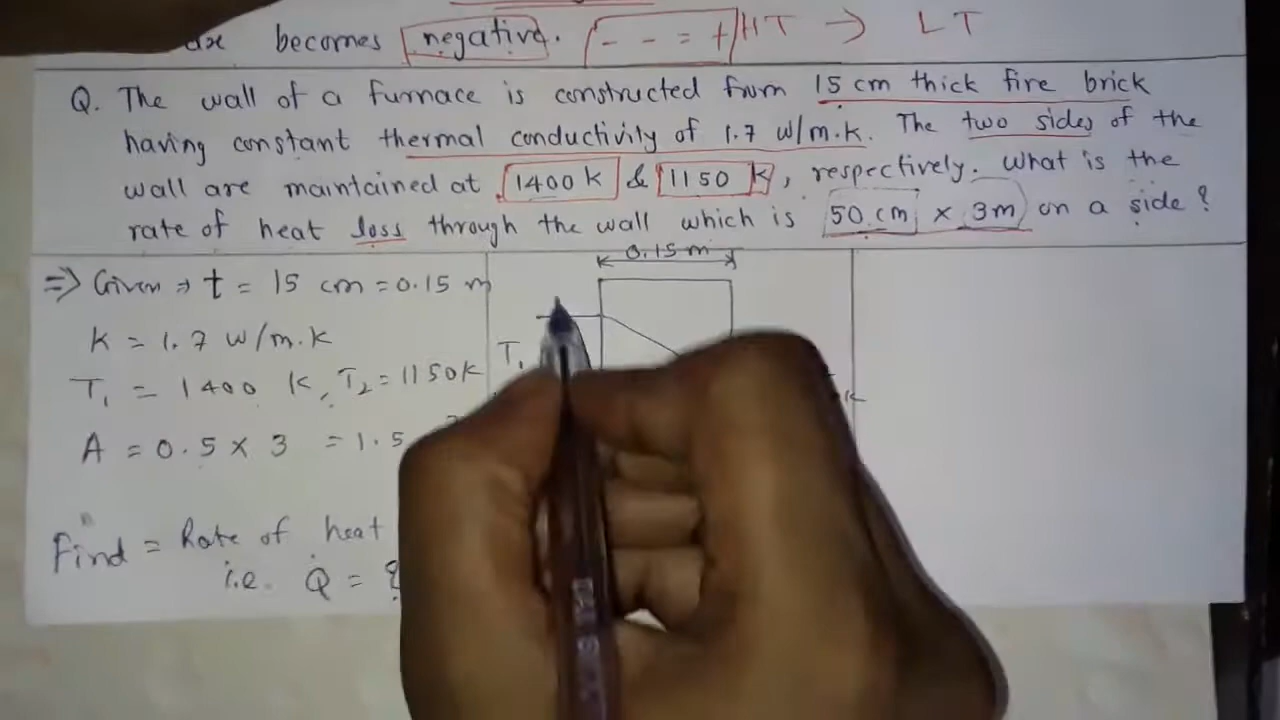 becomes negative. - - = + HT → LT
Q. The wall of a furnace is constructed from 15 cm thick fire brick
having constant thermal conductivity of 1.7 W/m.K. The two sides of the
wall are maintained at 1400 K & 1150 K, respectively. What is the
rate of heat loss through the wall which is 50 cm × 3m on a side?
⇒ Given → t = 15 cm = 0.15 m
K = 1.7 W/m.K
T₁ = 1400 K, T₂ = 1150K
A = 0.5 × 3 = 1.5
Find = Rate of heat
i.e. Q = ?
0.15 m
T₁
K